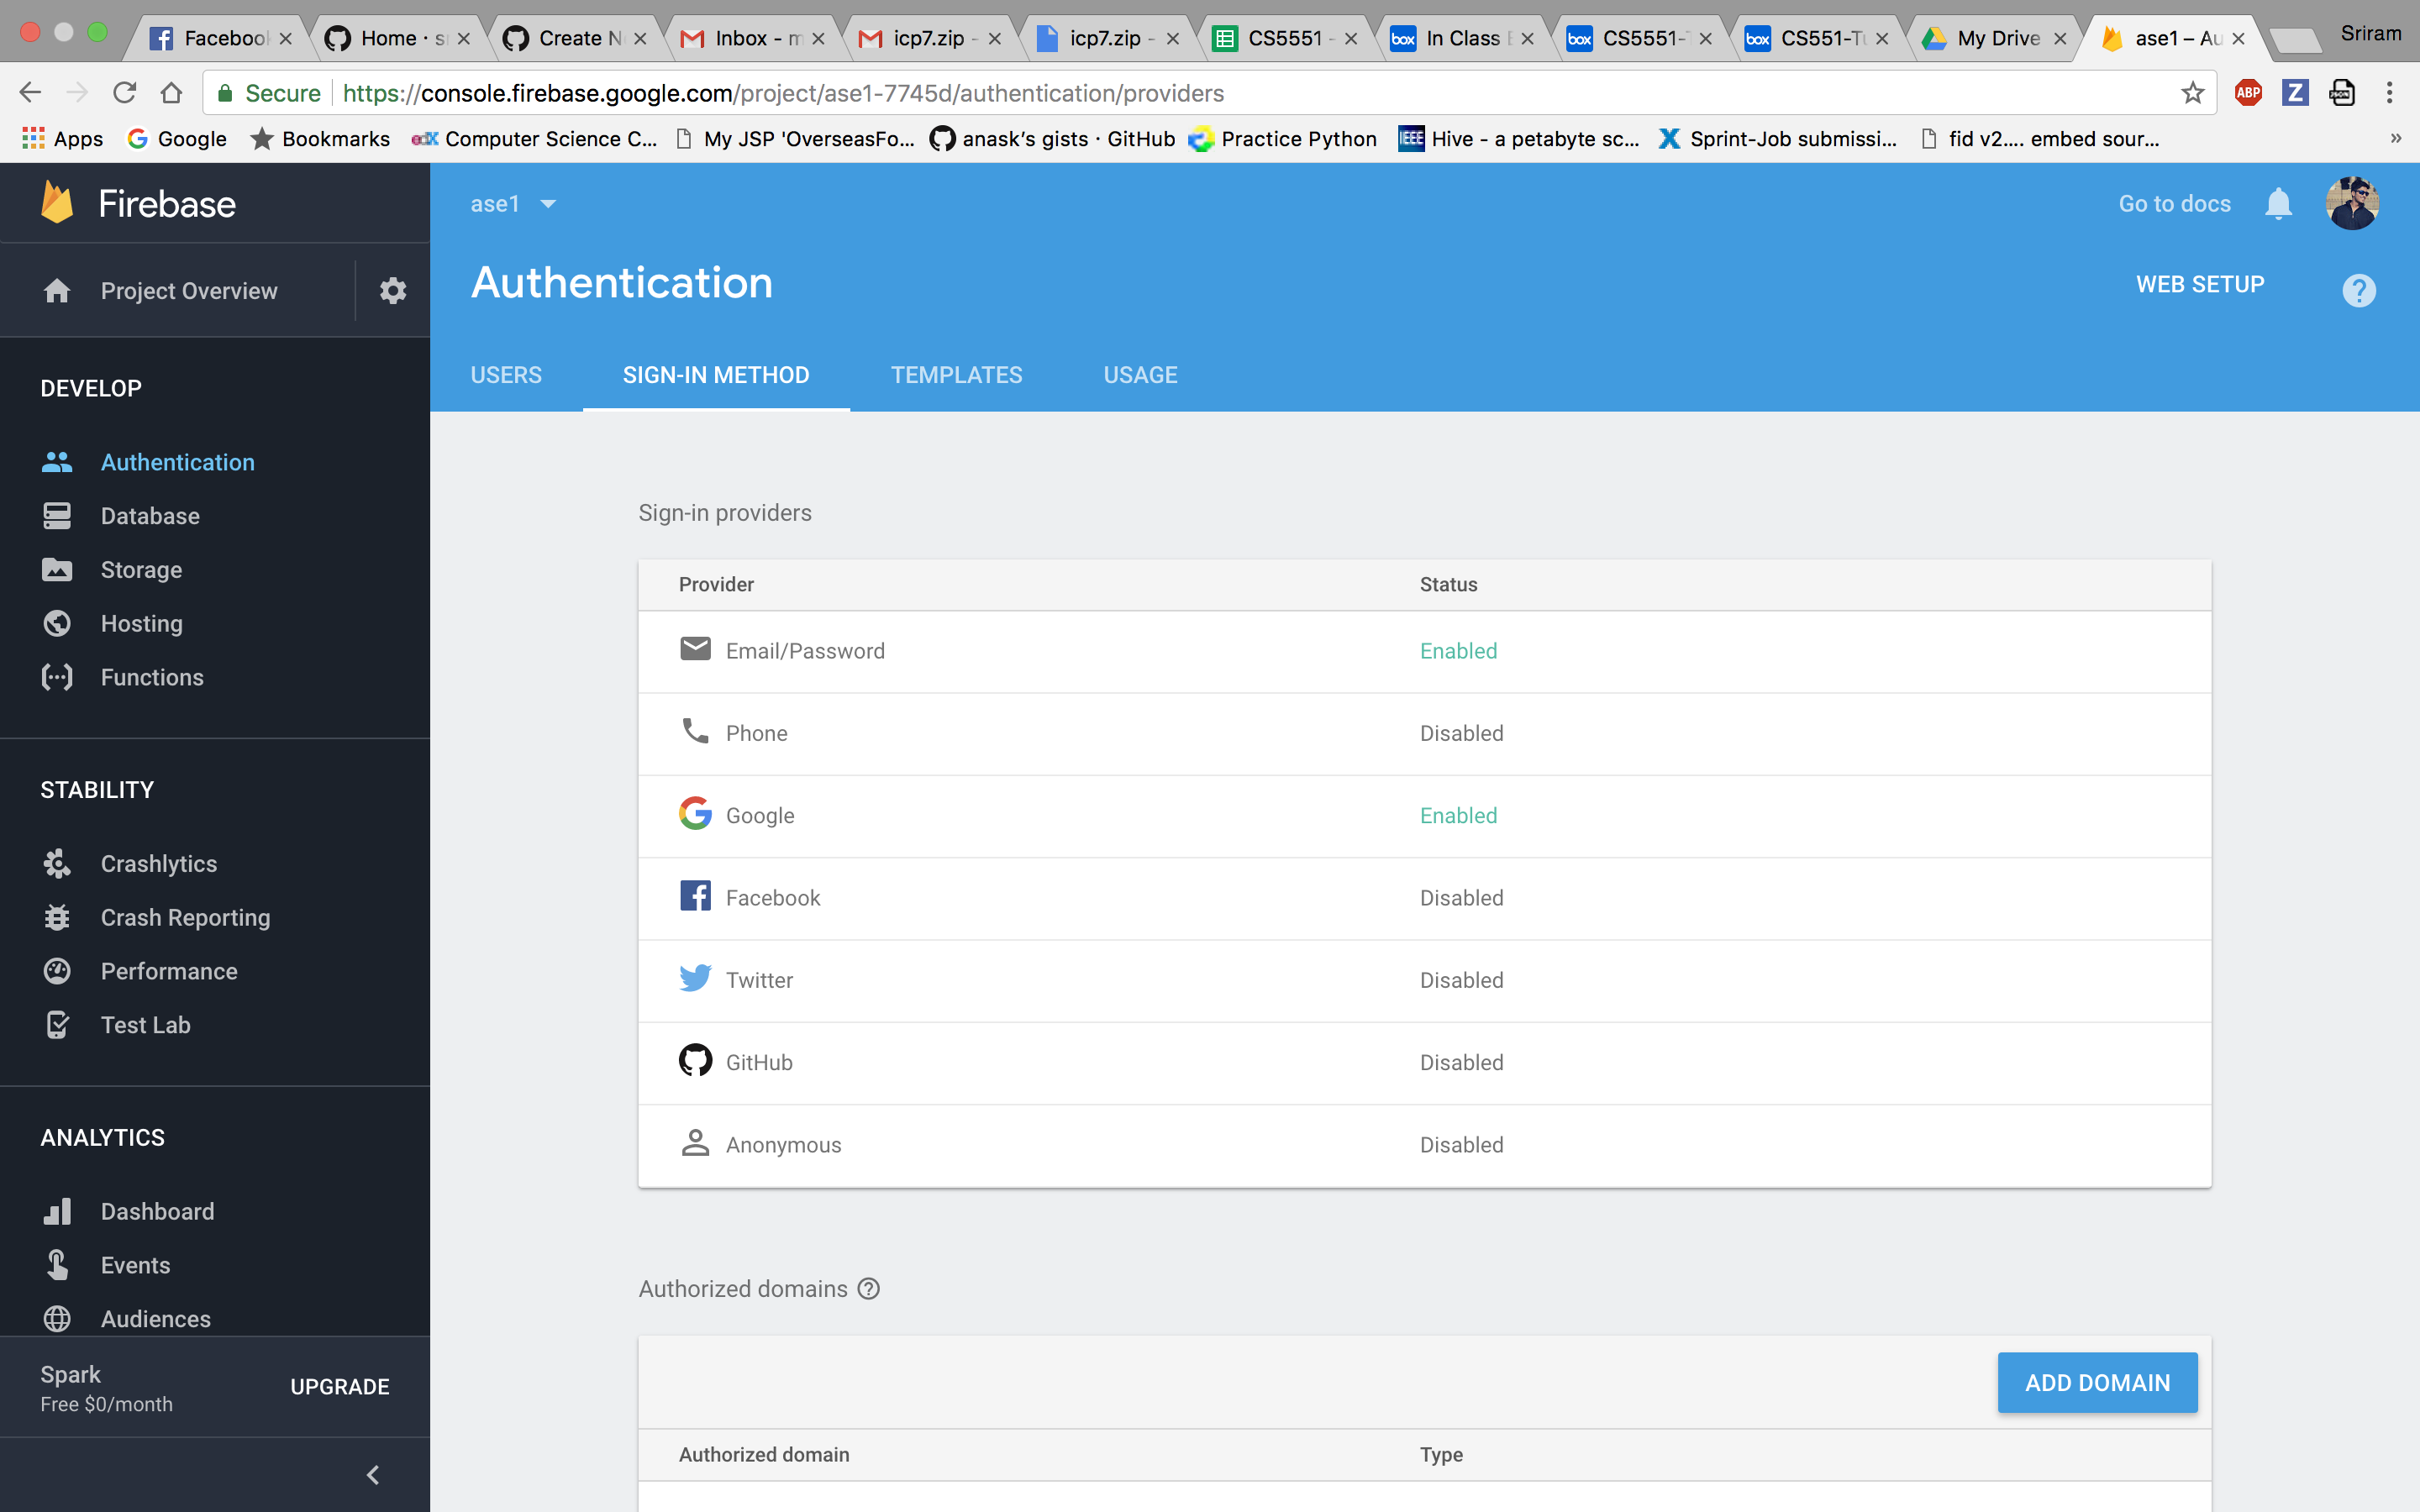 Facebook
Home · s
Create N
Inbox - m
icp7.zip -
icp7.zip -
CS5551 -
In Class
CS5551-
CS551-Tu
My Drive
ase1 – Au
Sriram
Secure https://console.firebase.google.com/project/ase1-7745d/authentication/providers
ABP
Z
JSON
Apps
Google
Bookmarks
edX Computer Science C...
My JSP 'OverseasFo...
anask's gists · GitHub
Practice Python
IEEE Hive - a petabyte sc...
Sprint-Job submissi...
fid v2.... embed sour...
»
Firebase
ase1
Go to docs
Project Overview
Authentication
WEB SETUP
USERS
SIGN-IN METHOD
TEMPLATES
USAGE
DEVELOP
Authentication
Database
Storage
Hosting
Functions
STABILITY
Crashlytics
Crash Reporting
Performance
Test Lab
ANALYTICS
Dashboard
Events
Audiences
Spark
Free $0/month
UPGRADE
Sign-in providers
Provider Status
Email/Password Enabled
Phone Disabled
Google Enabled
Facebook Disabled
Twitter Disabled
GitHub Disabled
Anonymous Disabled
Authorized domains
ADD DOMAIN
Authorized domain Type